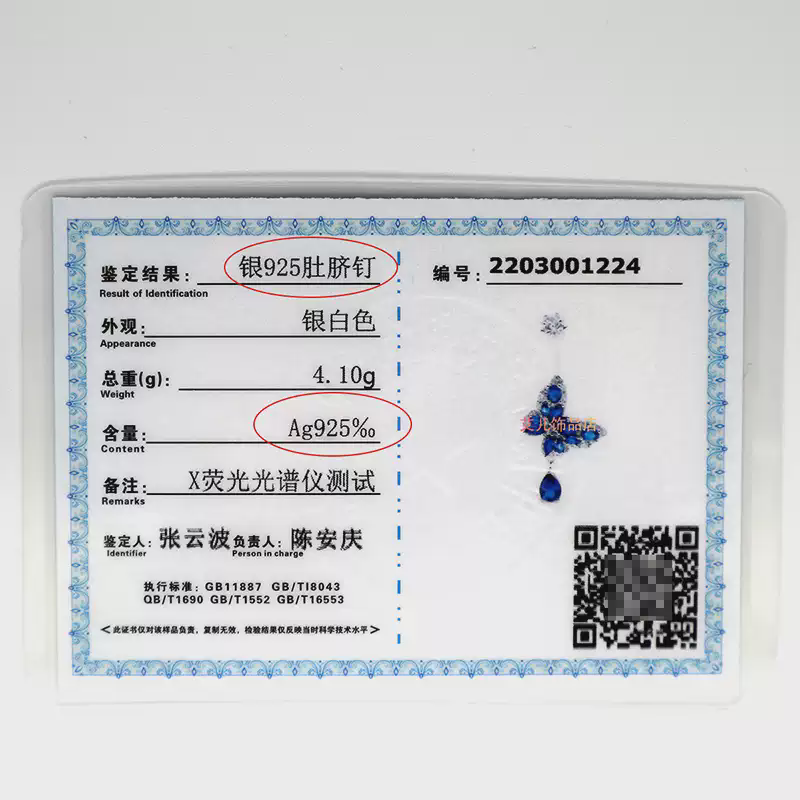 鉴定结果: 银925肚脐钉
Result of Identification
外观: 银白色
Appearance
总重(g): 4.10g
Weight
含量: Ag925‰
Content
备注: X荧光光谱仪测试
Remarks
鉴定人: 张云波 负责人: 陈安庆
Identifier Person in charge
执行标准: GB11887 GB/TI8043
QB/T1690 GB/T1552 GB/T16553
<此证书仅对该样品负责, 复制无效, 检验结果仅反映当时科学技术水平>
编号: 2203001224
儿饰品店